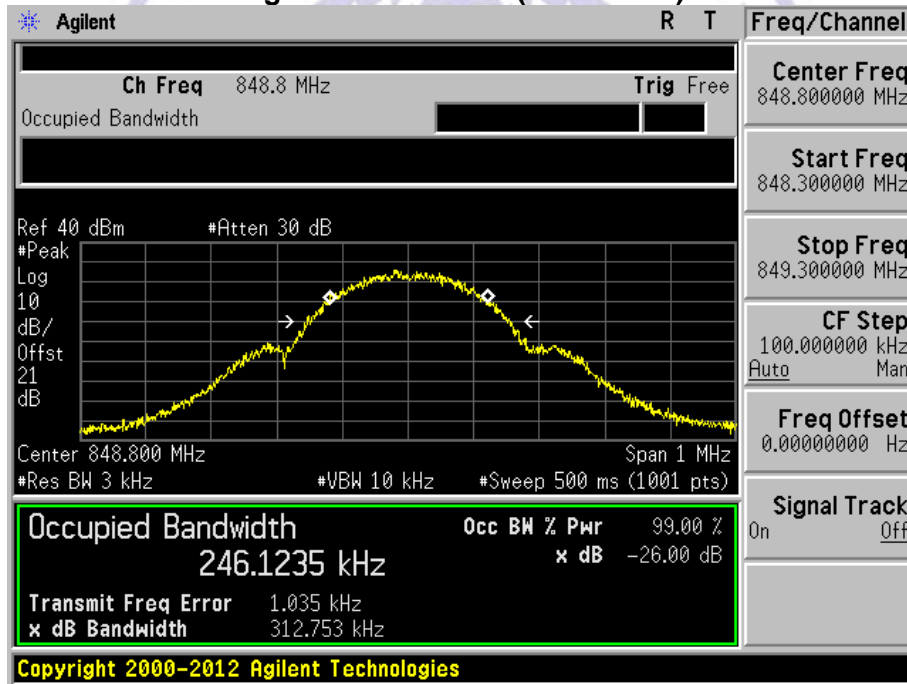 Agilent R T Freq/Channel
Ch Freq 848.8 MHz Trig Free
Occupied Bandwidth
Center Freq
848.800000 MHz
Start Freq
848.300000 MHz
Stop Freq
849.300000 MHz
CF Step
100.000000 kHz
Auto Man
Freq Offset
0.00000000 Hz
Signal Track
On Off
Ref 40 dBm #Atten 30 dB
#Peak
Log
10
dB/
Offst
21
dB
Center 848.800 MHz Span 1 MHz
#Res BW 3 kHz #VBW 10 kHz #Sweep 500 ms (1001 pts)
Occupied Bandwidth Occ BW % Pwr 99.00 %
246.1235 kHz x dB -26.00 dB
Transmit Freq Error 1.035 kHz
x dB Bandwidth 312.753 kHz
Copyright 2000-2012 Agilent Technologies